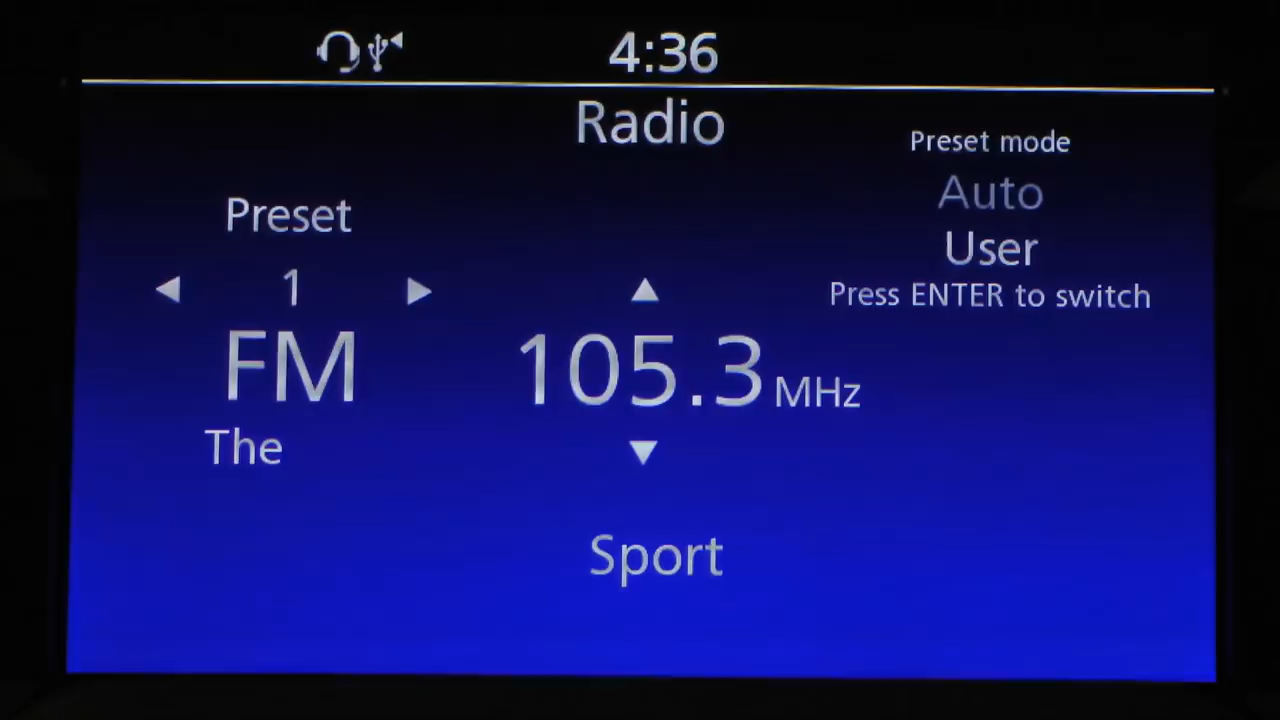 4:36
Radio
Preset mode
Auto
User
Press ENTER to switch
Preset
1
FM
105.3 MHz
The
Sport